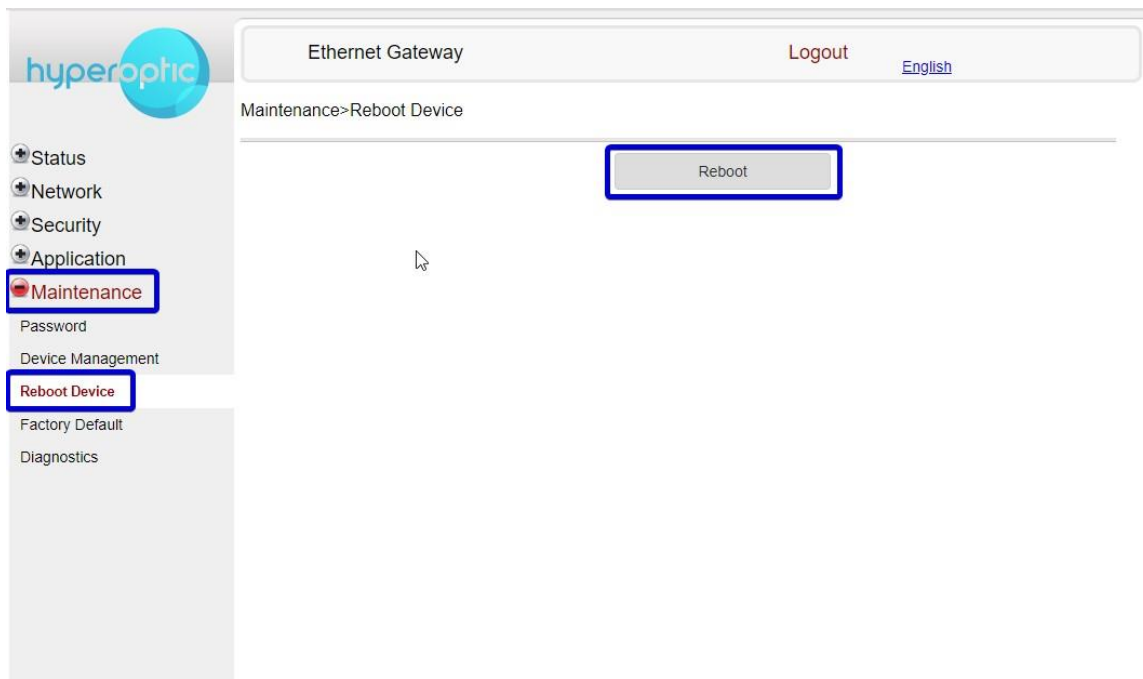 hyperoptic
Ethernet Gateway
Logout
English
Maintenance>Reboot Device
Status
Network
Security
Application
Maintenance
Password
Device Management
Reboot Device
Factory Default
Diagnostics
Reboot